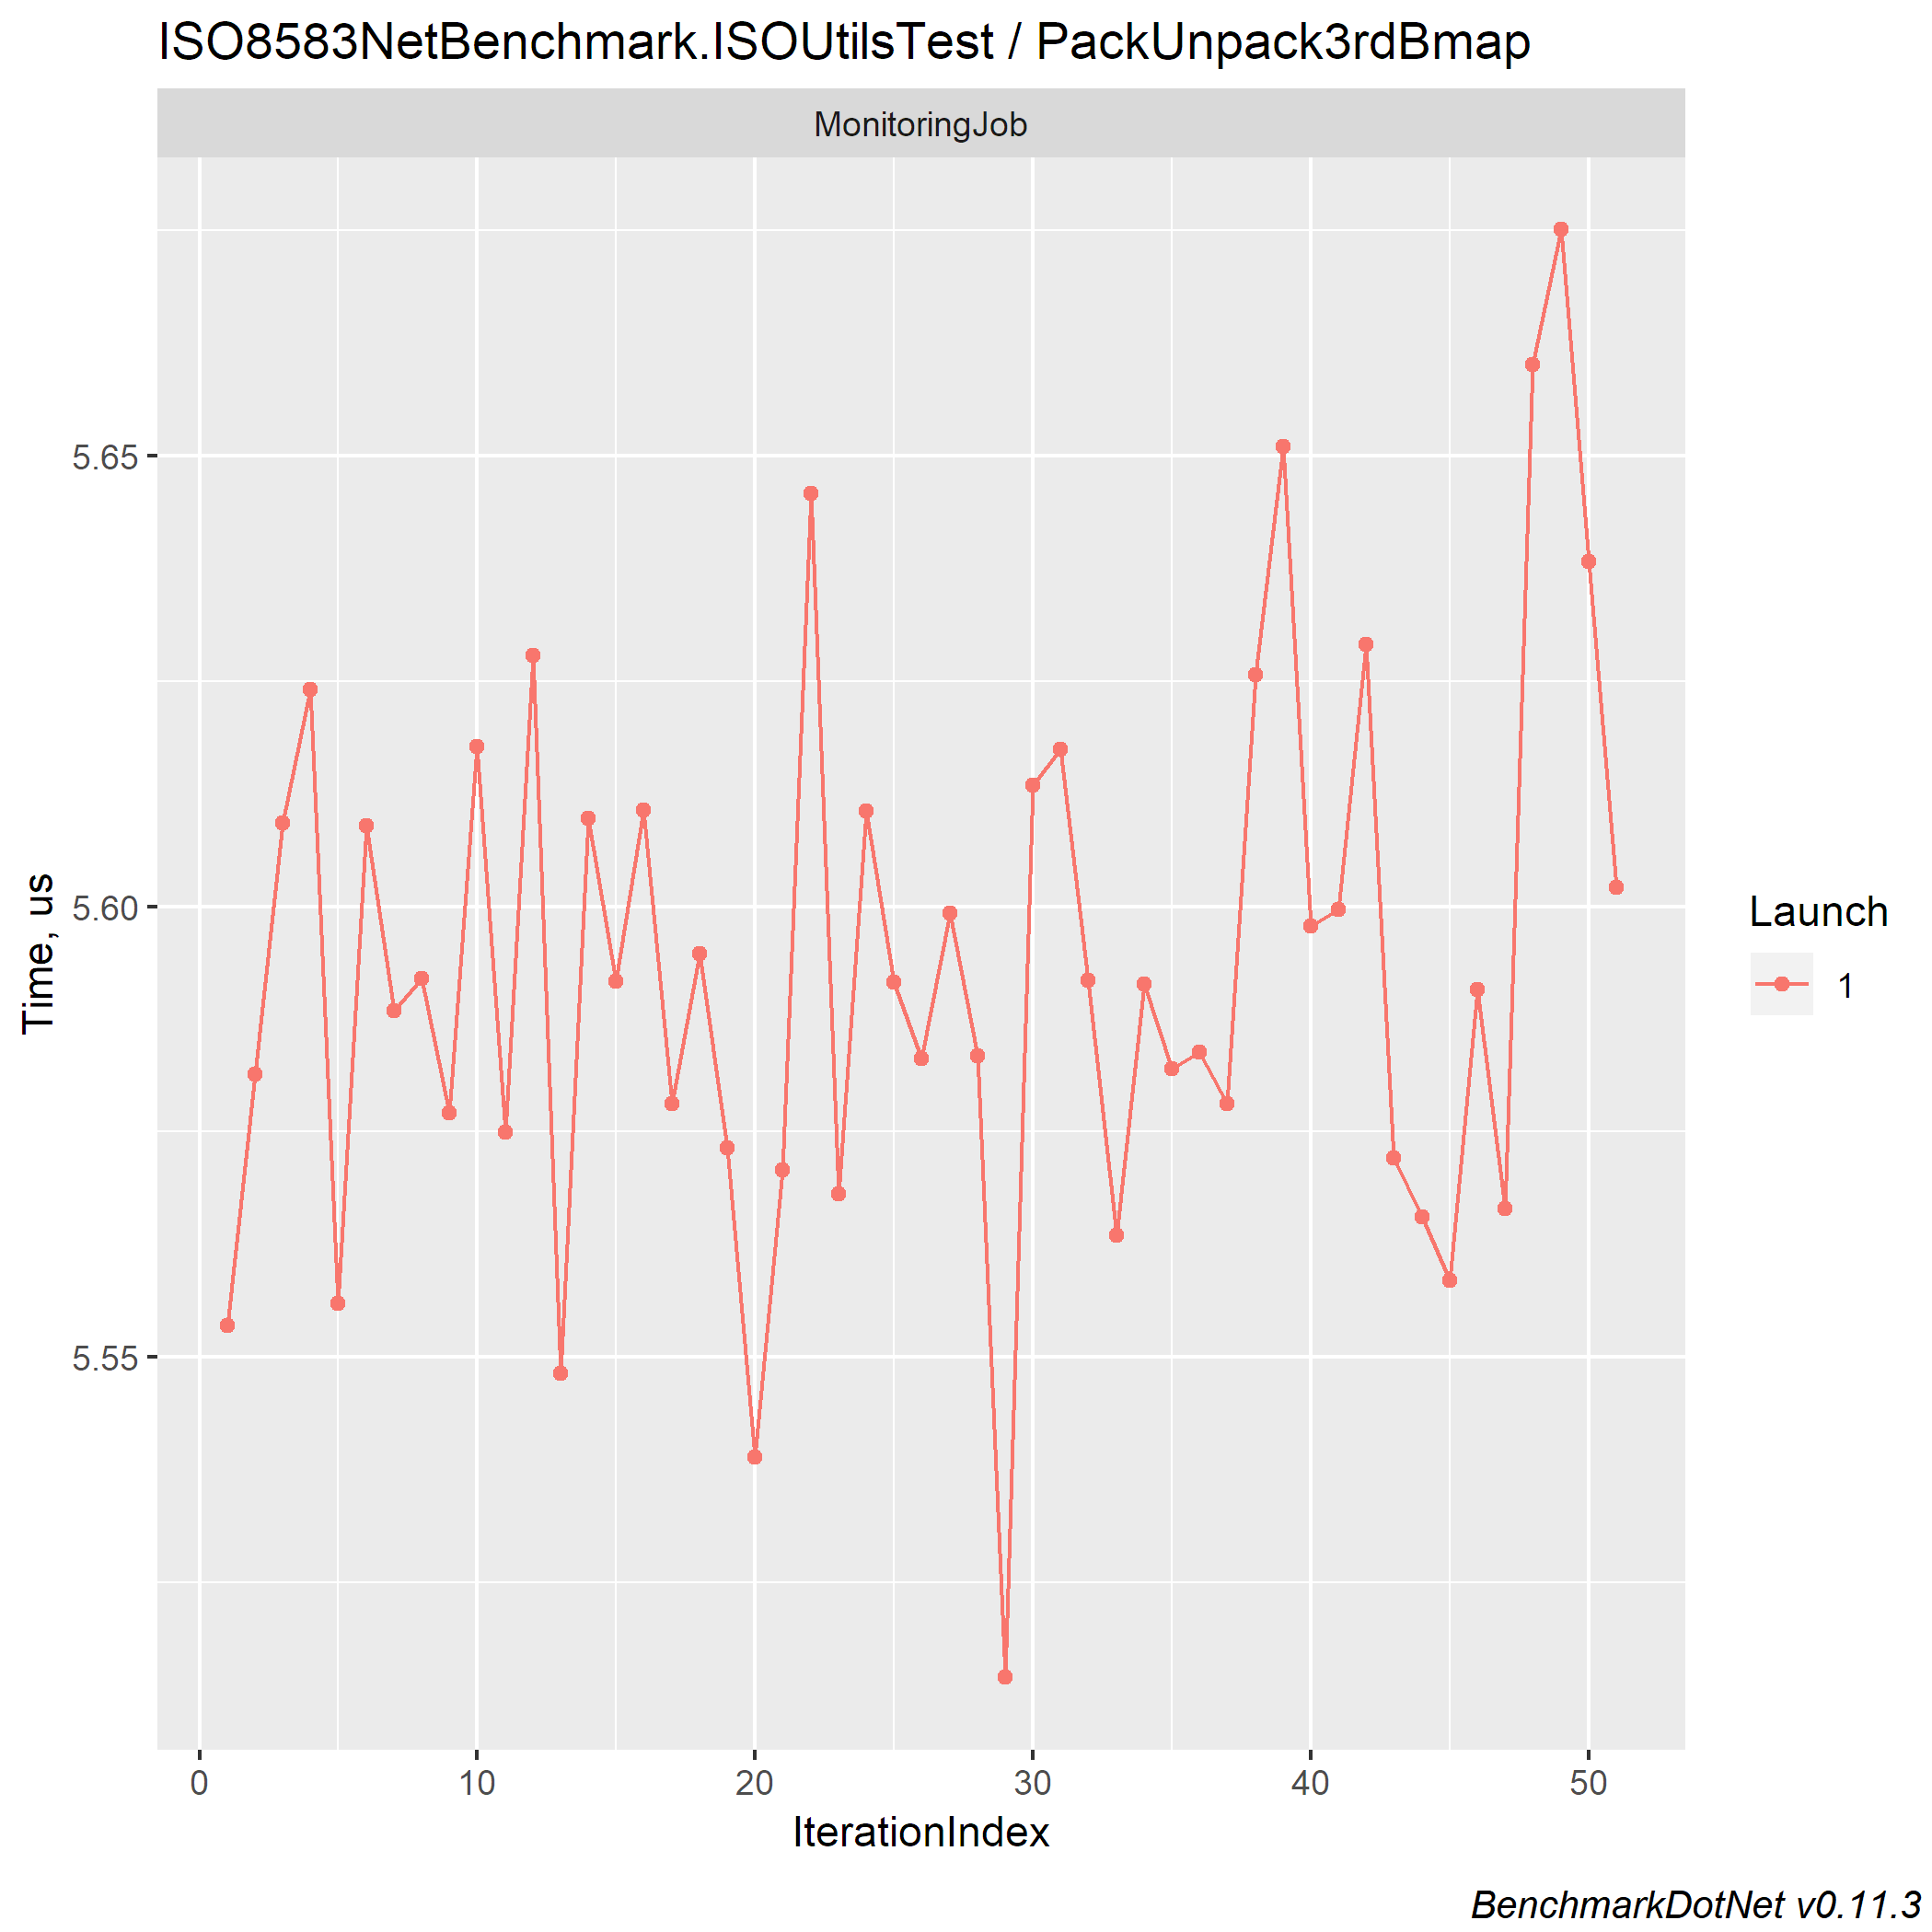 ISO8583NetBenchmark.ISOUtilsTest / PackUnpack3rdBmap
MonitoringJob
5.65
5.60
5.55
Time, us
0 10 20 30 40 50
IterationIndex
Launch
1
BenchmarkDotNet v0.11.3